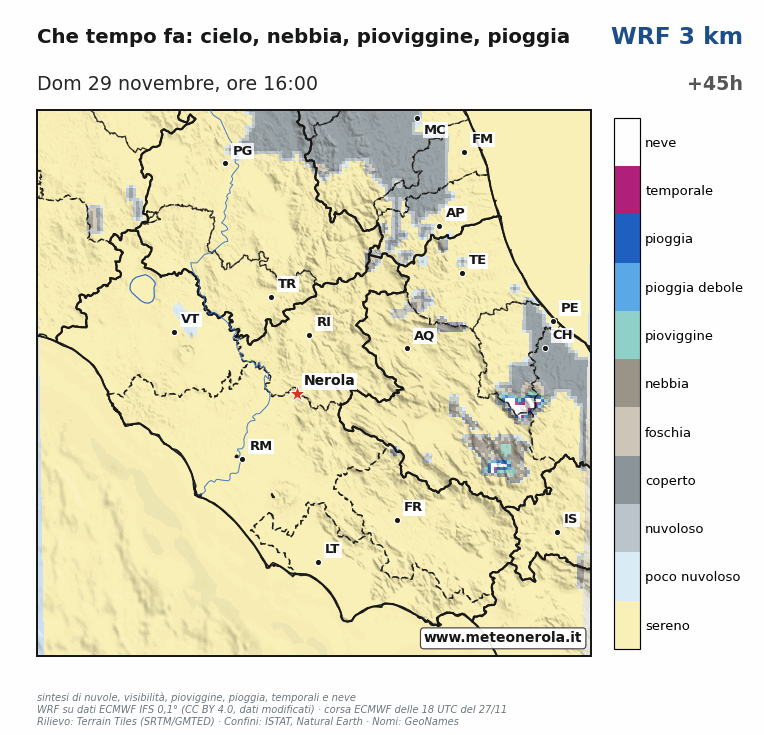 Che tempo fa: cielo, nebbia, pioviggine, pioggia
WRF 3 km
Dom 29 novembre, ore 16:00
+45h
MC
FM
PG
AP
TE
TR
PE
VT
RI
AQ
CH
Nerola
RM
FR
IS
LT
www.meteonerola.it
neve
temporale
pioggia
pioggia debole
pioviggine
nebbia
foschia
coperto
nuvoloso
poco nuvoloso
sereno
sintesi di nuvole, visibilità, pioviggine, pioggia, temporali e neve
WRF su dati ECMWF IFS 0,1° (CC BY 4.0, dati modificati) · corsa ECMWF delle 18 UTC del 27/11
Rilievo: Terrain Tiles (SRTM/GMTED) · Confini: ISTAT, Natural Earth · Nomi: GeoNames